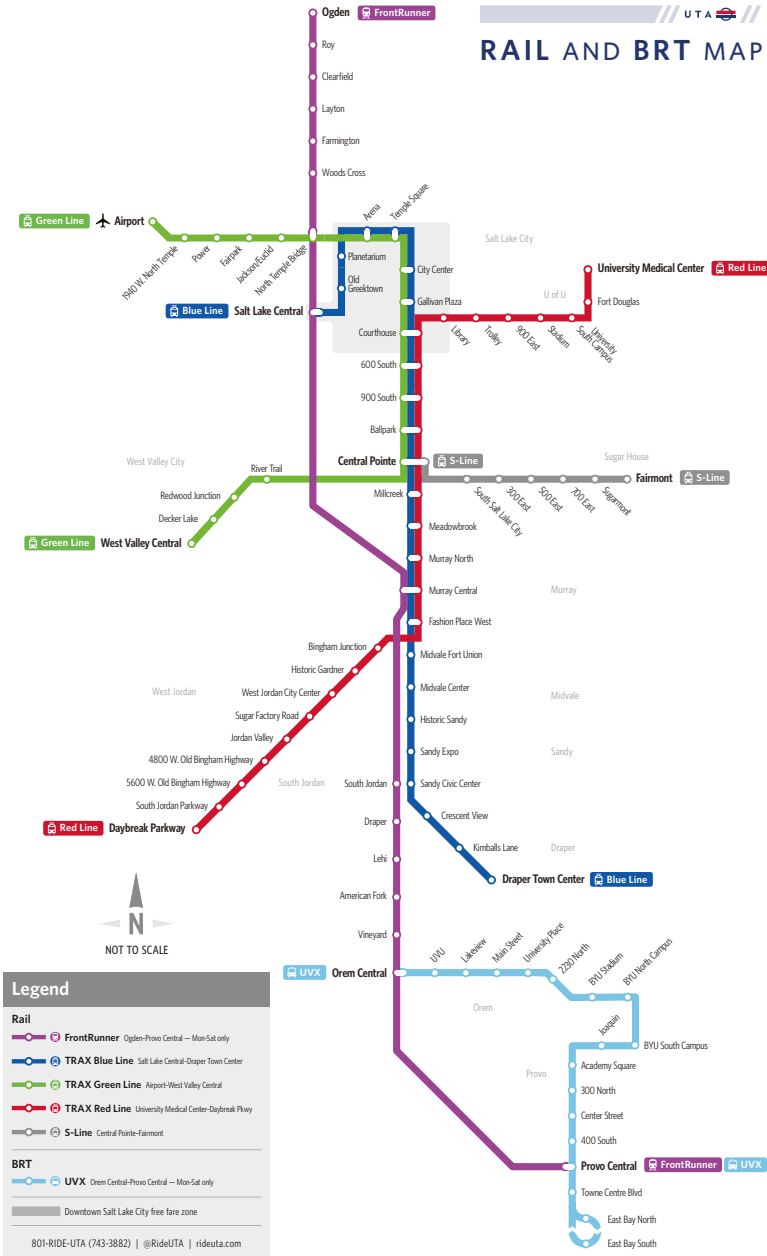 UTA
RAIL AND BRT MAP
Ogden
FrontRunner
Roy
Clearfield
Layton
Farmington
Woods Cross
Green Line
Airport
1940 W. North Temple
Power
Fairpark
Jackson/Euclid
North Temple Bridge
Arena
Temple Square
Salt Lake City
Planetarium
Old
Greektown
City Center
Gallivan Plaza
Courthouse
Blue Line
Salt Lake Central
University Medical Center
Red Line
Fort Douglas
U of U
Library
Trolley
900 East
Stadium
University
South Campus
600 South
900 South
Ballpark
Central Pointe
S-Line
Sugar House
Fairmont
S-Line
South Salt Lake City
300 East
500 East
700 East
Sugarmont
West Valley City
River Trail
Redwood Junction
Decker Lake
Green Line
West Valley Central
Millcreek
Meadowbrook
Murray North
Murray Central
Murray
Fashion Place West
Bingham Junction
Midvale Fort Union
Historic Gardner
West Jordan
West Jordan City Center
Midvale Center
Midvale
Sugar Factory Road
Historic Sandy
Jordan Valley
4800 W. Old Bingham Highway
Sandy Expo
Sandy
5600 W. Old Bingham Highway
South Jordan
South Jordan
Sandy Civic Center
South Jordan Parkway
Red Line
Daybreak Parkway
Draper
Crescent View
Kimballs Lane
Draper
Lehi
Draper Town Center
Blue Line
American Fork
Vineyard
N
NOT TO SCALE
UVX
Orem Central
UVU
Lakeview
Main Street
University Place
2230 North
BYU Stadium
BYU North Campus
Orem
Joaquin
BYU South Campus
Provo
Academy Square
300 North
Center Street
400 South
Provo Central
FrontRunner
UVX
Towne Centre Blvd
East Bay North
East Bay South
Legend
Rail
FrontRunner Ogden-Provo Central — Mon-Sat only
TRAX Blue Line Salt Lake Central-Draper Town Center
TRAX Green Line Airport-West Valley Central
TRAX Red Line University Medical Center-Daybreak Pkwy
S-Line Central Pointe-Fairmont
BRT
UVX Orem Central-Provo Central — Mon-Sat only
Downtown Salt Lake City free fare zone
801-RIDE-UTA (743-3882) | @RideUTA | rideuta.com